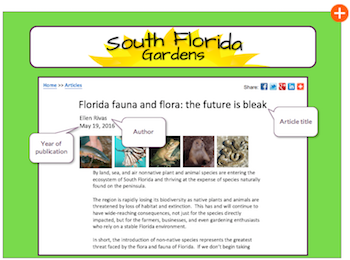 South Florida
Gardens
Home >> Articles
Share:
Florida fauna and flora: the future is bleak
Ellen Rivas
May 19, 2016
Article title
Author
Year of
publication
By land, sea, and air nonnative plant and animal species are entering the
ecosystem of South Florida and thriving at the expense of species naturally
found on the peninsula.
The region is rapidly losing its biodiversity as native plants and animals are
threatened by loss of habitat and extinction. This has and will continue to
have wide-reaching consequences, not just for the species directly
impacted, but for the farmers, businesses, and even gardening enthusiasts
who rely on a stable Florida environment.
In short, the introduction of non-native species represents the greatest
threat faced by the flora and fauna of Florida. If we don't begin taking